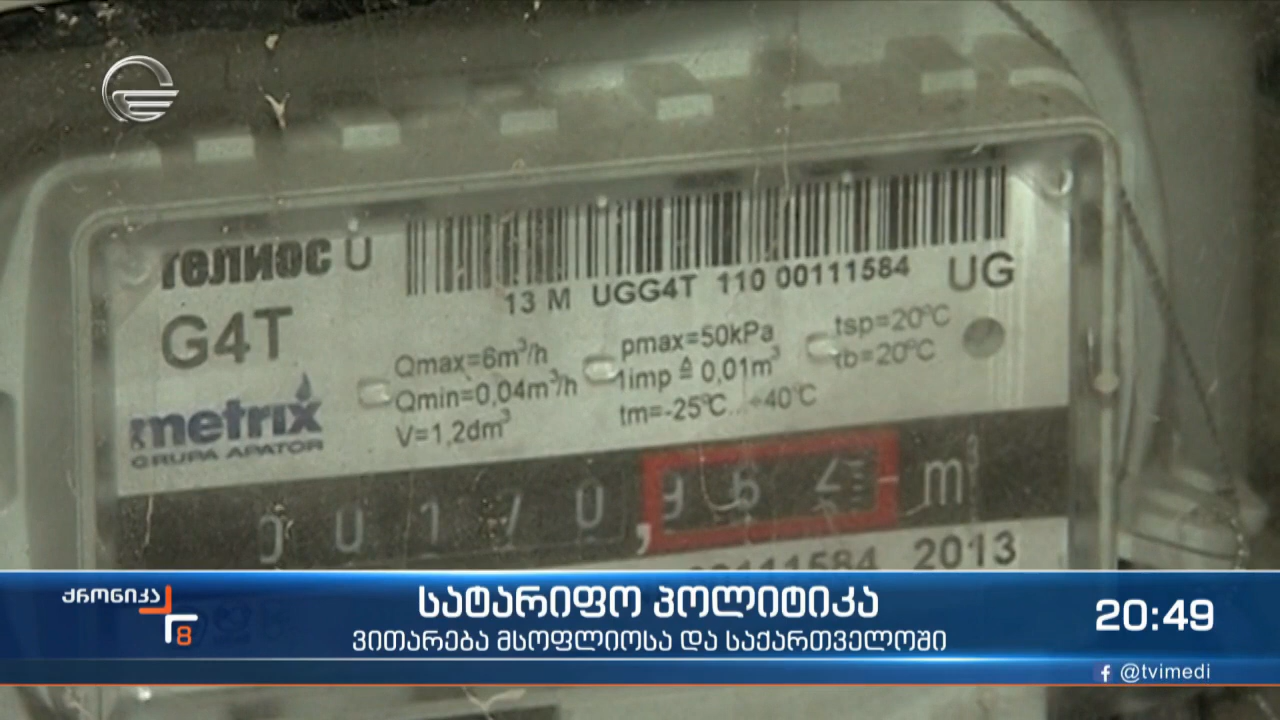 гелиос U
13 M UGG4T 110 00111584
UG
G4T
Qmax=6m³/h
Qmin=0,04m³/h
V=1,2dm³
pmax=50kPa
1imp ≙ 0,01m³
tm=-25°C...+40°C
tsp=20°C
tb=20°C
metrix
GRUPA APATOR
m³
00111584 2013
ქრონიკა
8
სატარიფო პოლიტიკა
ვითარება მსოფლიოსა და საქართველოში
20:49
@tvimedi